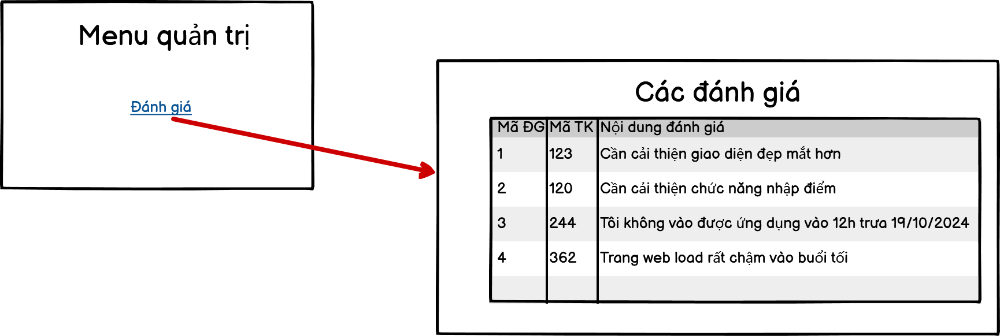 Menu quản trị
Đánh giá
Các đánh giá
Mã ĐG Mã TK Nội dung đánh giá
1 123 Cần cải thiện giao diện đẹp mắt hơn
2 120 Cần cải thiện chức năng nhập điểm
3 244 Tôi không vào được ứng dụng vào 12h trưa 19/10/2024
4 362 Trang web load rất chậm vào buổi tối